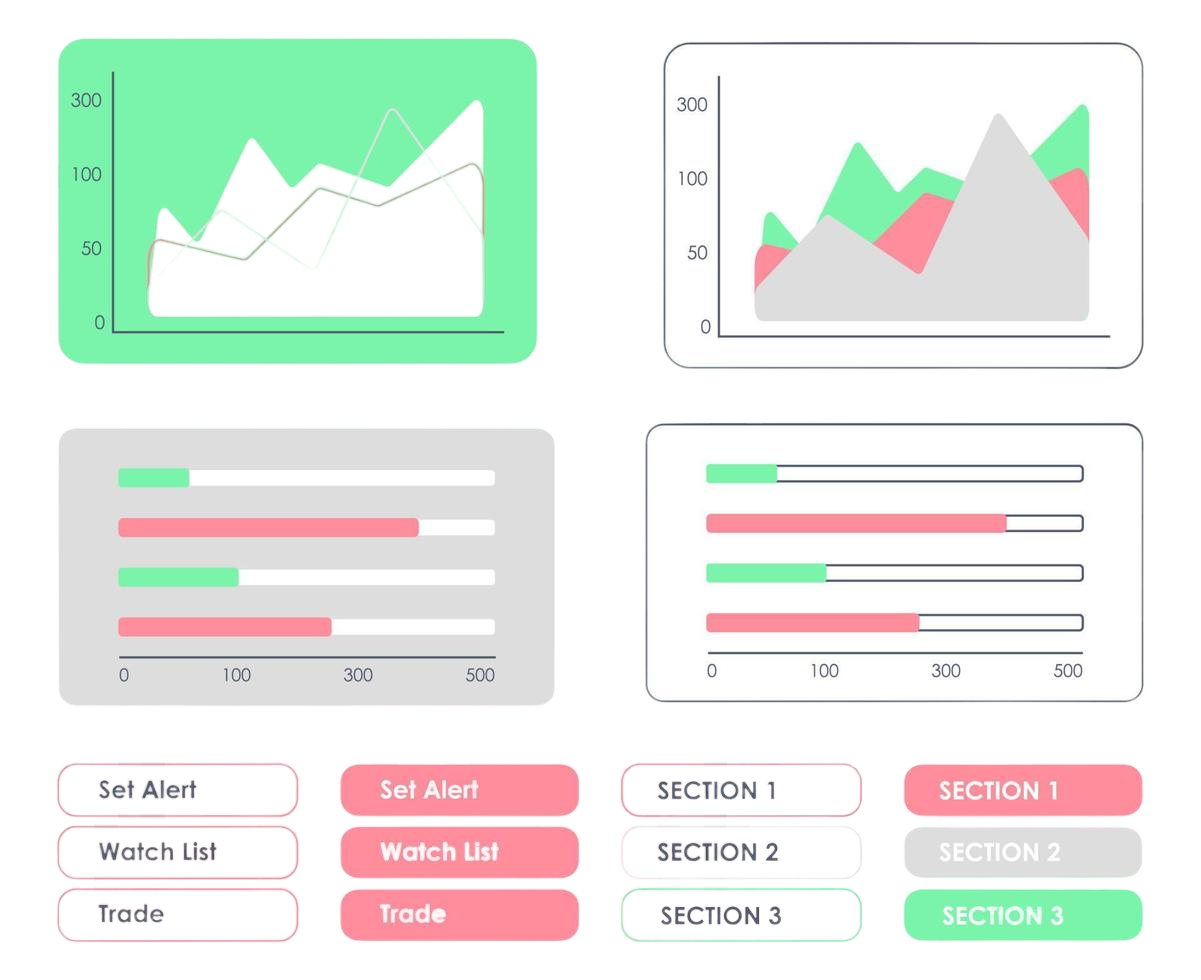 300
100
50
0
300
100
50
0
0 100 300 500
0 100 300 500
Set Alert
Watch List
Trade
Set Alert
Watch List
Trade
SECTION 1
SECTION 2
SECTION 3
SECTION 1
SECTION 2
SECTION 3